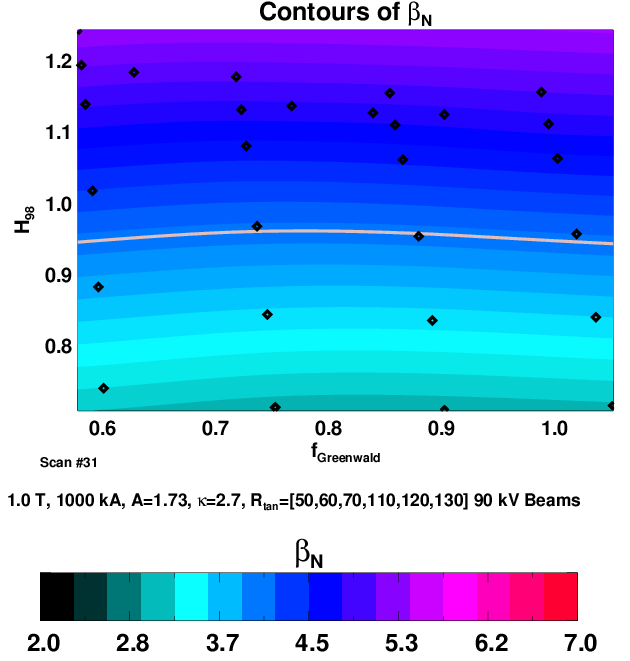 Contours of βN
1.2
1.1
1.0
0.9
0.8
H98
0.6 0.7 0.8 0.9 1.0
fGreenwald
Scan #31
1.0 T, 1000 kA, A=1.73, κ=2.7, Rtan=[50,60,70,110,120,130] 90 kV Beams
βN
2.0 2.8 3.7 4.5 5.3 6.2 7.0